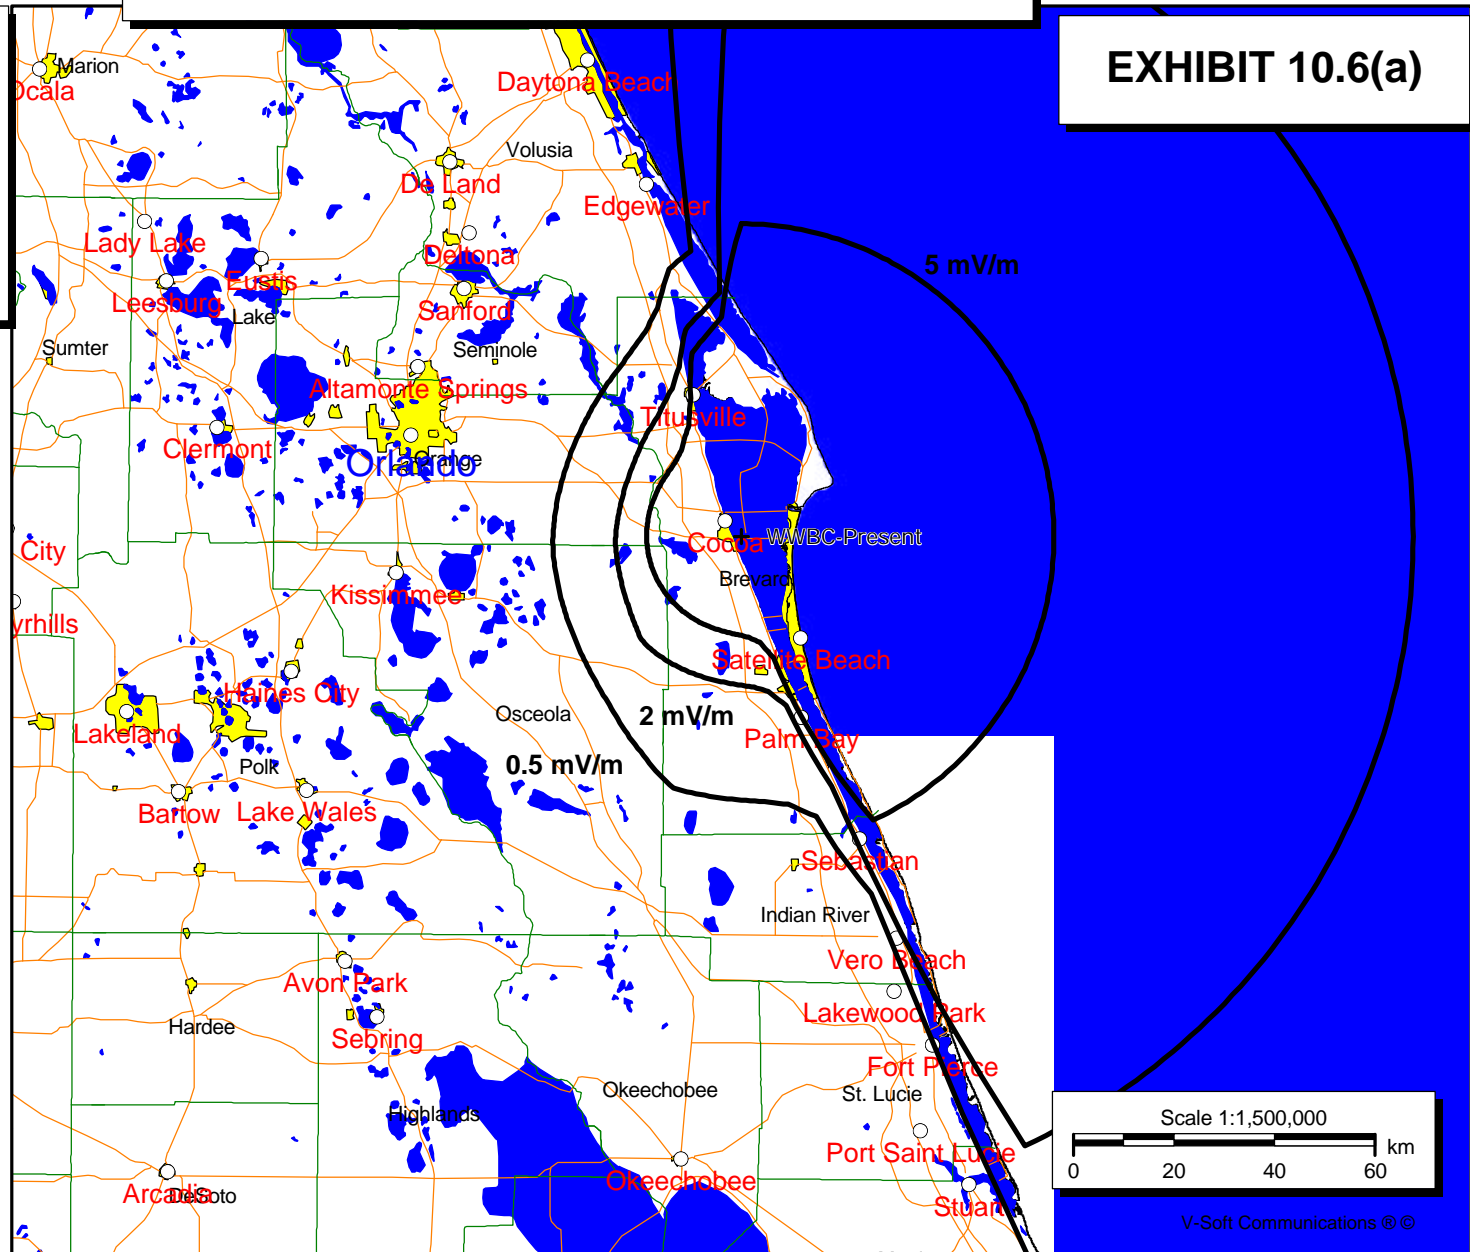 EXHIBIT 10.6(a)
Marion
Ocala
Daytona Beach
Volusia
De Land
Edgewater
Lady Lake
Deltona
5 mV/m
Eustis
Leesburg
Sanford
Lake
Sumter
Seminole
Altamonte Springs
Titusville
Clermont
Orange
Orlando
WWBC-Present
Cocoa
City
Brevard
Kissimmee
yrhills
Satellite Beach
Haines City
Osceola
2 mV/m
Lakeland
Palm Bay
0.5 mV/m
Polk
Bartow
Lake Wales
Sebastian
Indian River
Vero Beach
Avon Park
Lakewood Park
Hardee
Sebring
Fort Pierce
Okeechobee
St. Lucie
Highlands
Scale 1:1,500,000
km
0 20 40 60
Port Saint Lucie
Okeechobee
Arcadia
DeSoto
Stuart
V-Soft Communications ® ©